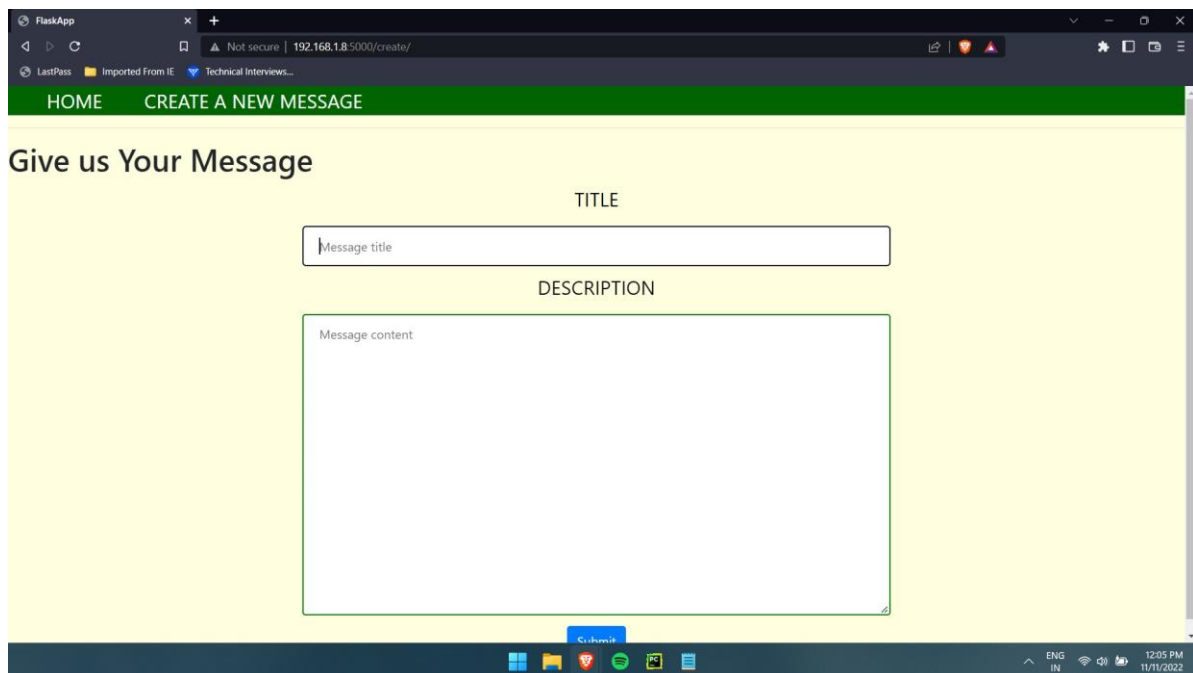 FlaskApp
Not secure | 192.168.1.8:5000/create/
LastPass Imported From IE Technical Interviews...
HOME CREATE A NEW MESSAGE
Give us Your Message
TITLE
Message title
DESCRIPTION
Message content
Submit
PC
ENG
IN
12:05 PM
11/11/2022